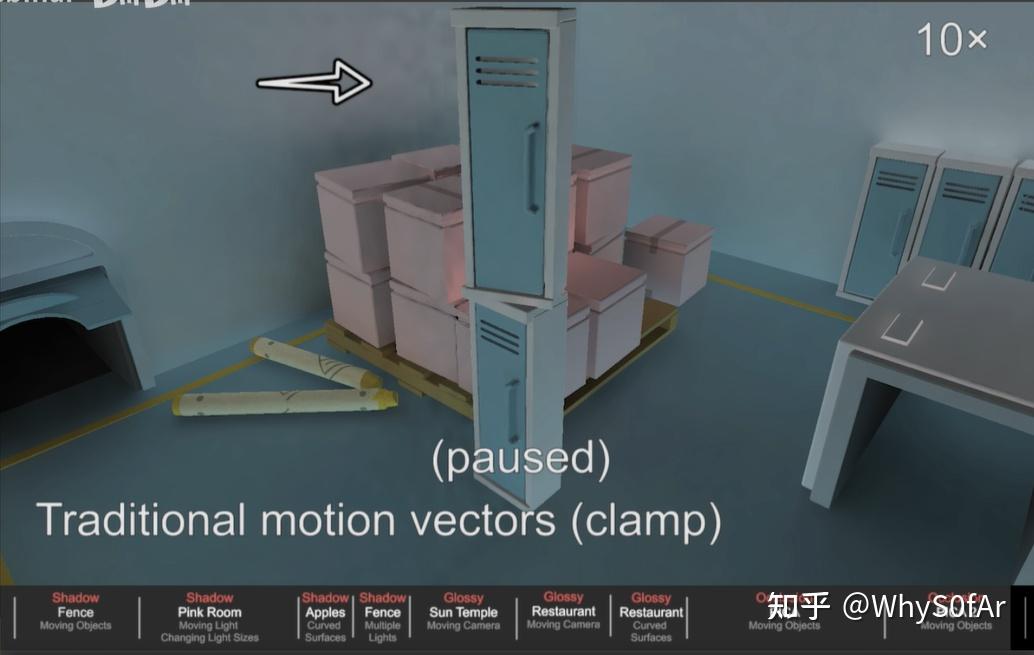 10×
(paused)
Traditional motion vectors (clamp)
Shadow
Fence
Moving Objects
Shadow
Pink Room
Moving Light
Changing Light Sizes
Shadow
Apples
Curved
Surfaces
Shadow
Fence
Multiple
Lights
Glossy
Sun Temple
Moving Camera
Glossy
Restaurant
Moving Camera
Glossy
Restaurant
Curved
Surfaces
Moving Objects
Moving Objects
知乎 @WhyS0fAr